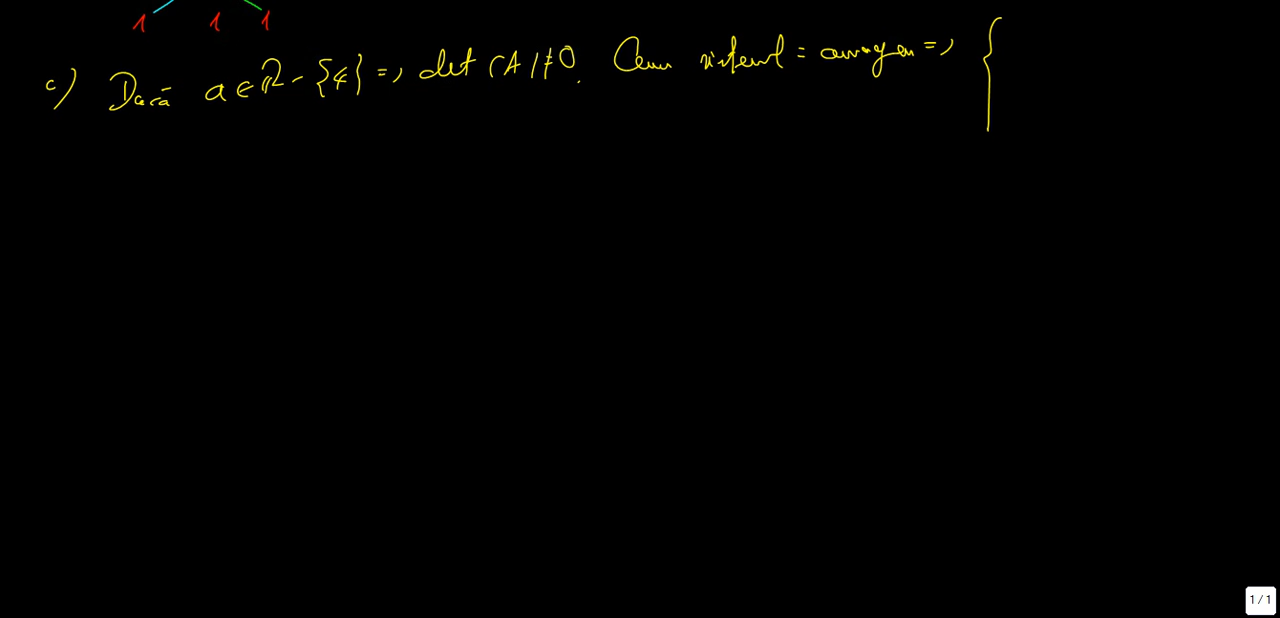 1 1 1
c) Dacă a ∈ ℝ - {4} => det(A) ≠ 0. Cum sistemul = omogen => {
1 / 1